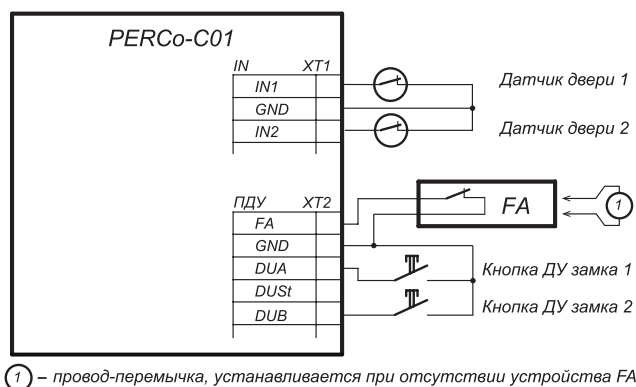 PERCo-C01
IN XT1
IN1
GND
IN2
Датчик двери 1
Датчик двери 2
ПДУ XT2
FA
GND
DUA
DUSt
DUB
FA
1
Кнопка ДУ замка 1
Кнопка ДУ замка 2
1 – провод-перемычка, устанавливается при отсутствии устройства FA